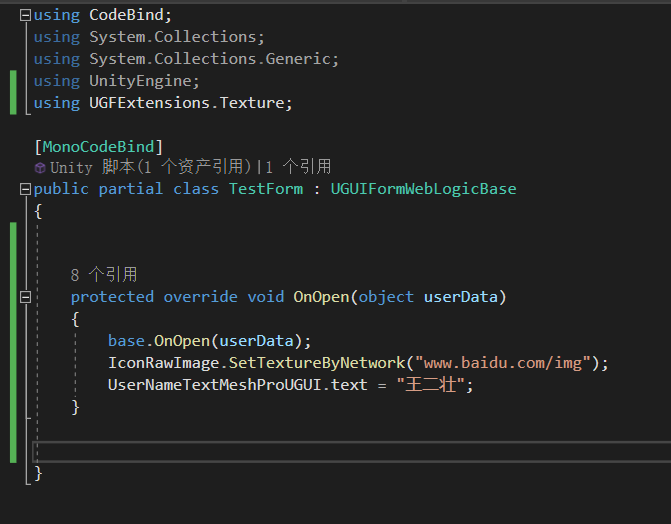 using CodeBind;
using System.Collections;
using System.Collections.Generic;
using UnityEngine;
using UGFExtensions.Texture;
[MonoCodeBind]
Unity 脚本(1 个资产引用)|1 个引用
public partial class TestForm : UGUIFormWebLogicBase
{
8 个引用
protected override void OnOpen(object userData)
{
base.OnOpen(userData);
IconRawImage.SetTextureByNetwork("www.baidu.com/img");
UserNameTextMeshProUGUI.text = "王二壮";
}
}